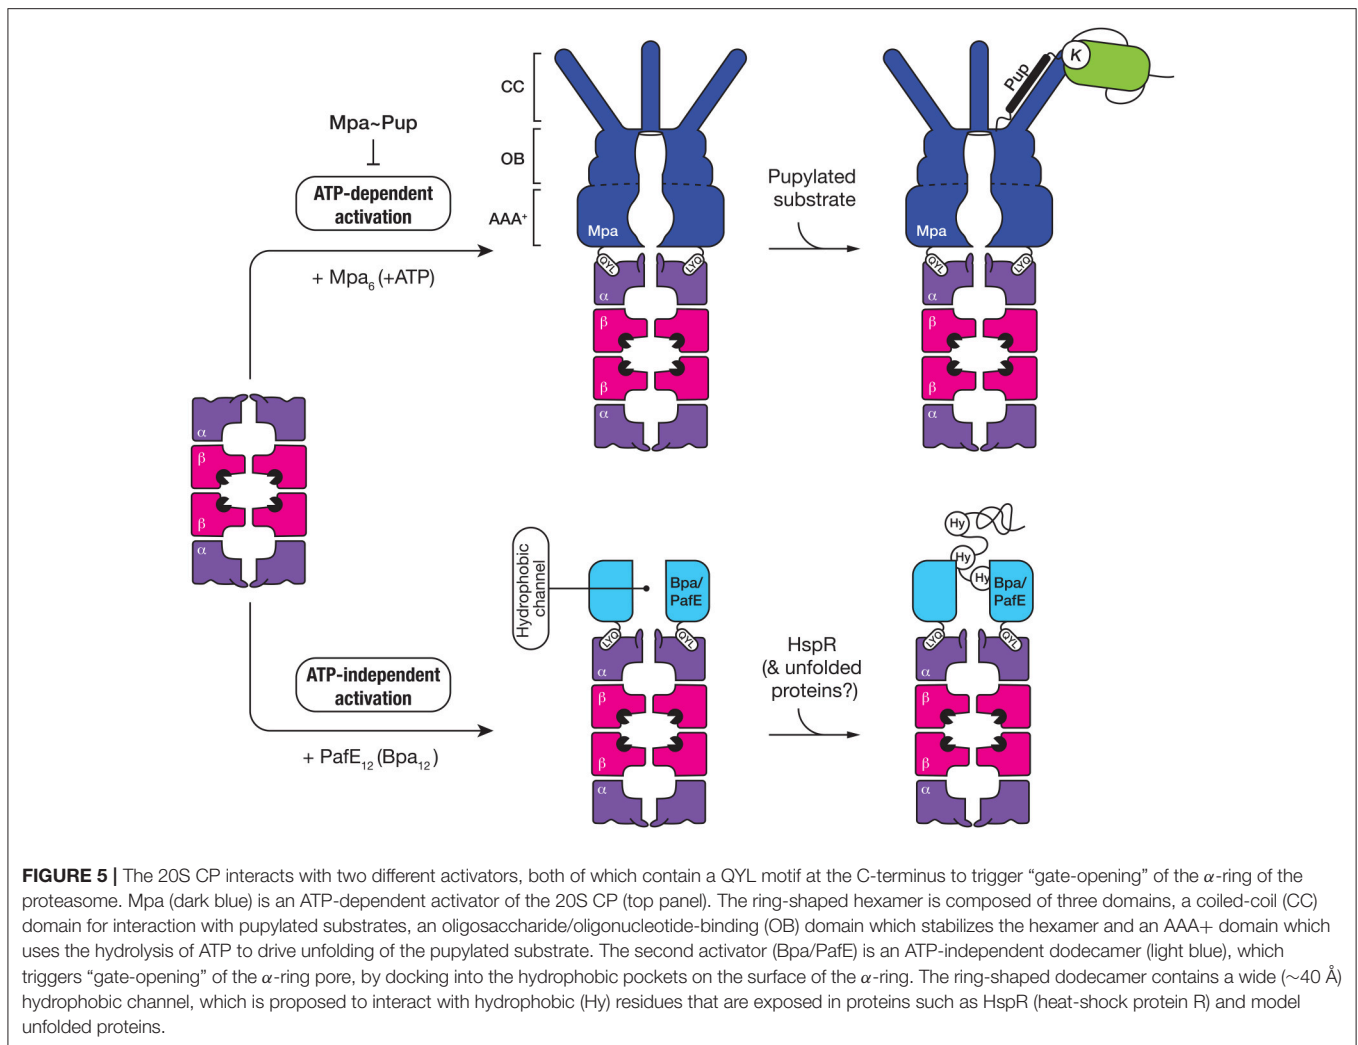 CC
OB
AAA+
Mpa~Pup
ATP-dependent
activation
+ Mpa6 (+ATP)
Mpa
QYL
LYQ
α
β
β
α
Pupylated
substrate
Pup
K
Mpa
QYL
LYQ
α
β
β
α
α
β
β
α
ATP-independent
activation
+ PafE12 (Bpa12)
Hydrophobic
channel
Bpa/
PafE
LYQ
QYL
α
β
β
α
HspR
(& unfolded
proteins?)
Hy
Hy
Hy
Bpa/
PafE
LYQ
QYL
α
β
β
α
FIGURE 5 | The 20S CP interacts with two different activators, both of which contain a QYL motif at the C-terminus to trigger “gate-opening” of the α-ring of the
proteasome. Mpa (dark blue) is an ATP-dependent activator of the 20S CP (top panel). The ring-shaped hexamer is composed of three domains, a coiled-coil (CC)
domain for interaction with pupylated substrates, an oligosaccharide/oligonucleotide-binding (OB) domain which stabilizes the hexamer and an AAA+ domain which
uses the hydrolysis of ATP to drive unfolding of the pupylated substrate. The second activator (Bpa/PafE) is an ATP-independent dodecamer (light blue), which
triggers “gate-opening” of the α-ring pore, by docking into the hydrophobic pockets on the surface of the α-ring. The ring-shaped dodecamer contains a wide (∼40 Å)
hydrophobic channel, which is proposed to interact with hydrophobic (Hy) residues that are exposed in proteins such as HspR (heat-shock protein R) and model
unfolded proteins.